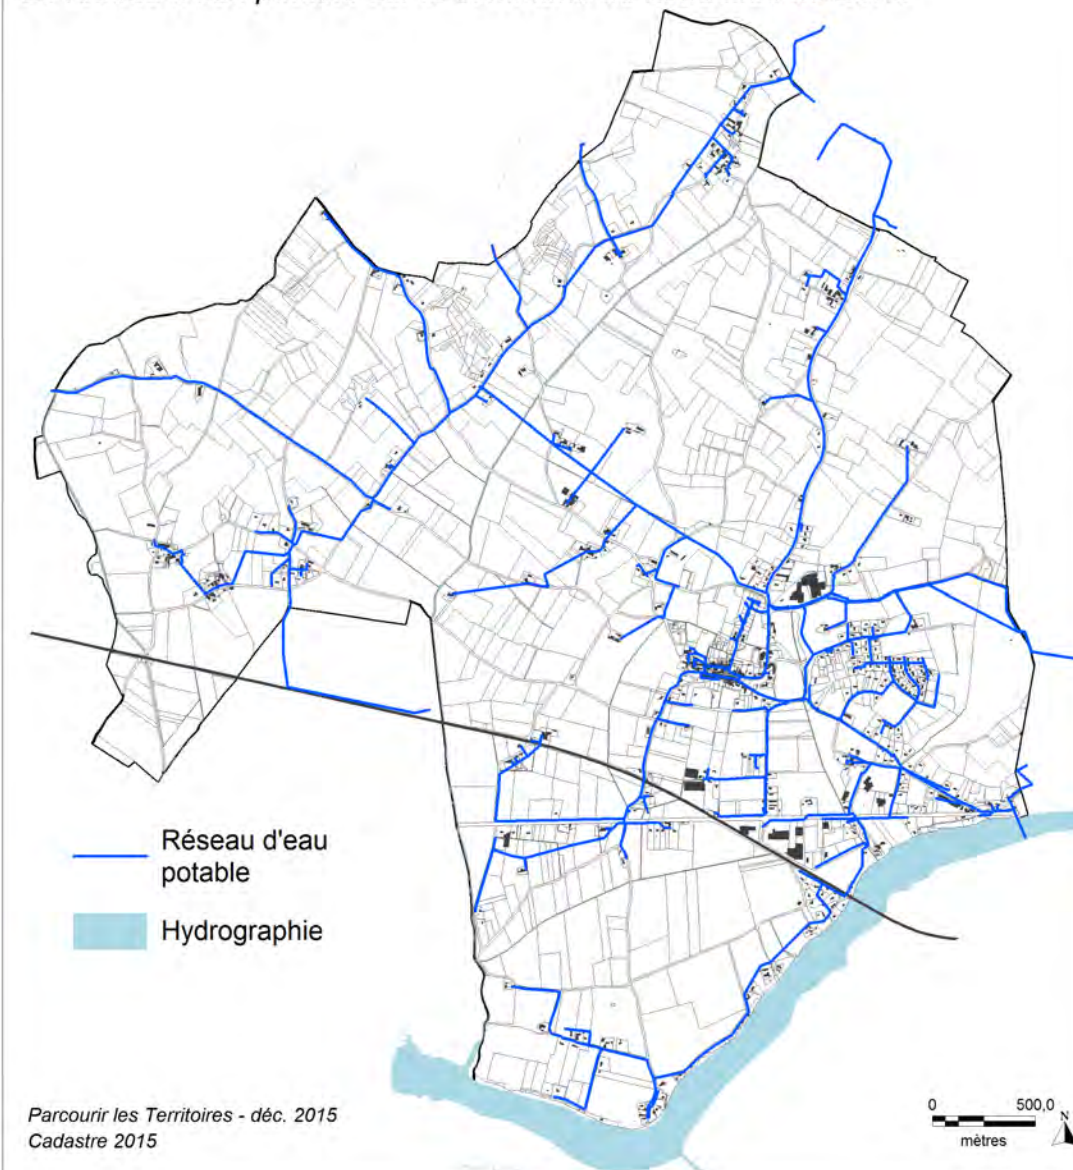 Réseau d'eau
potable
Hydrographie
Parcourir les Territoires - déc. 2015
Cadastre 2015
0 500,0
mètres
N